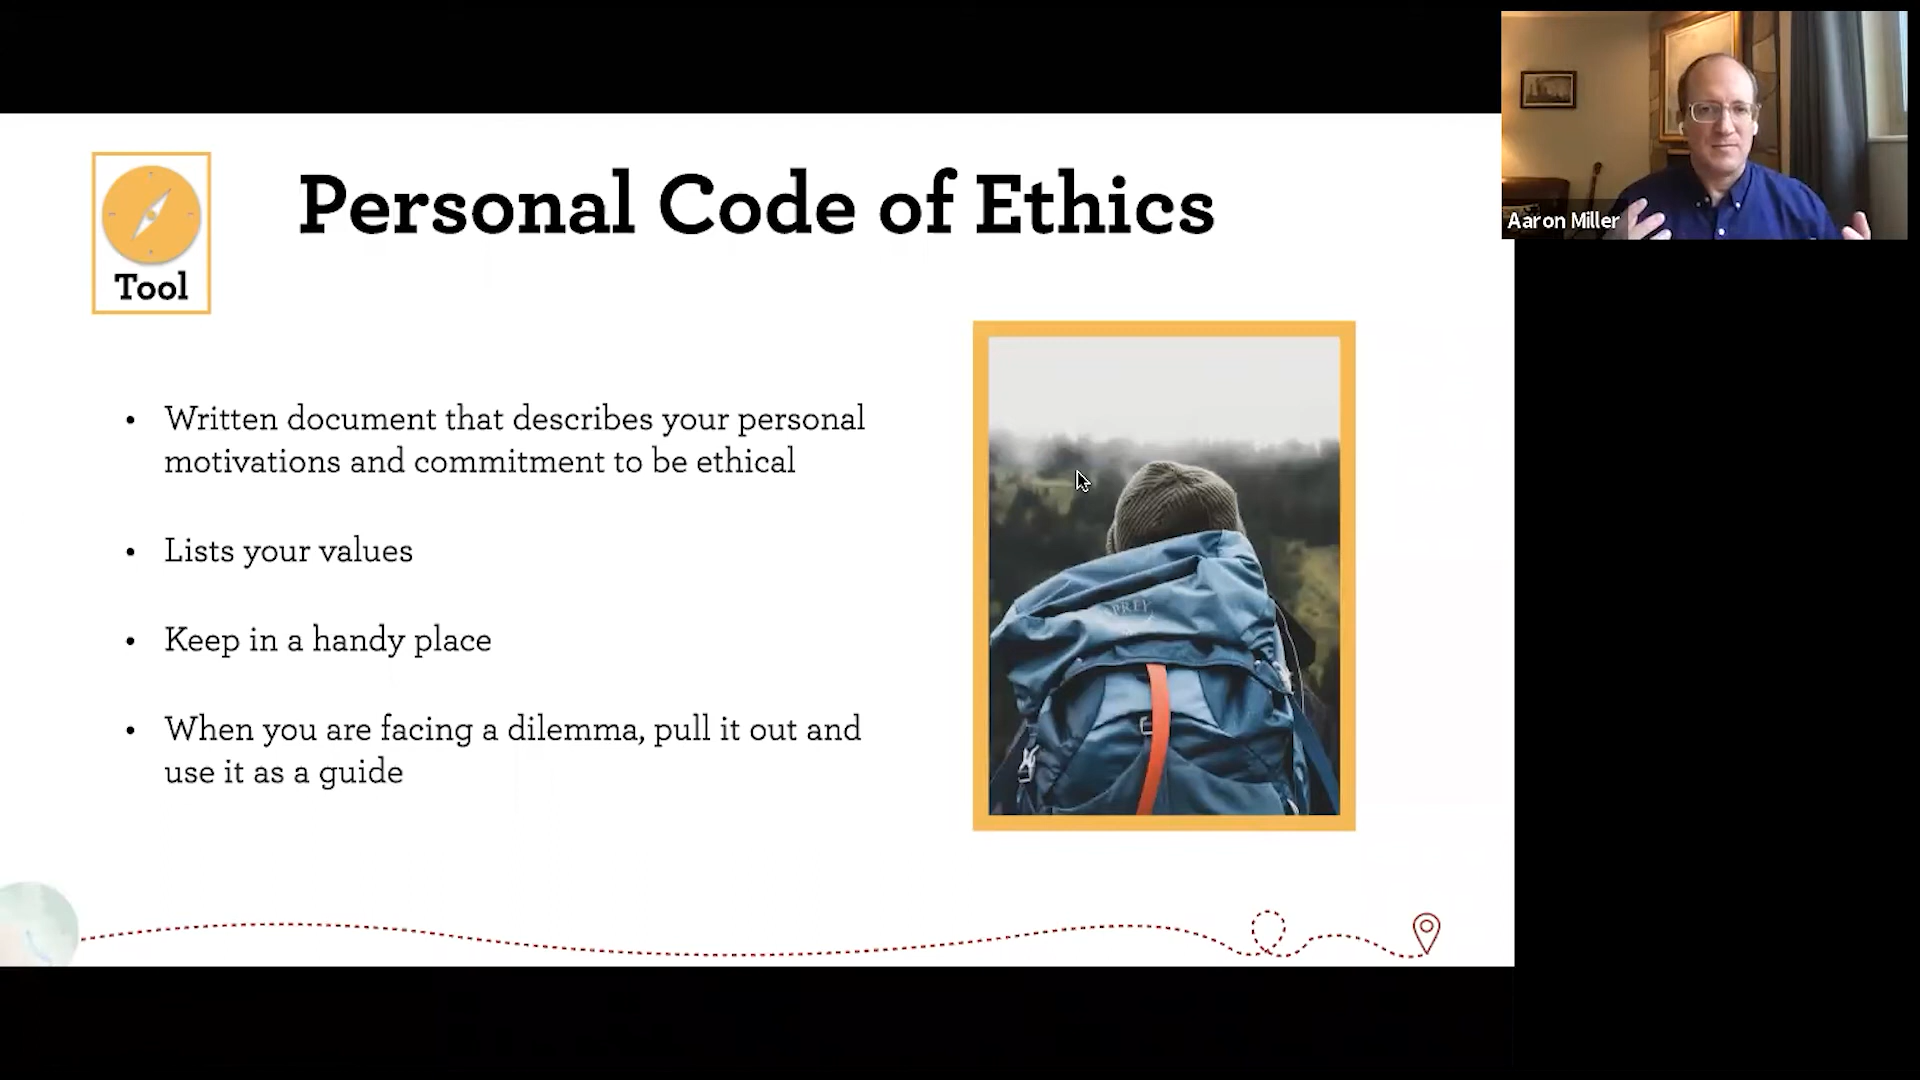 Personal Code of Ethics
Tool
• Written document that describes your personal
motivations and commitment to be ethical
• Lists your values
• Keep in a handy place
• When you are facing a dilemma, pull it out and
use it as a guide
Aaron Miller